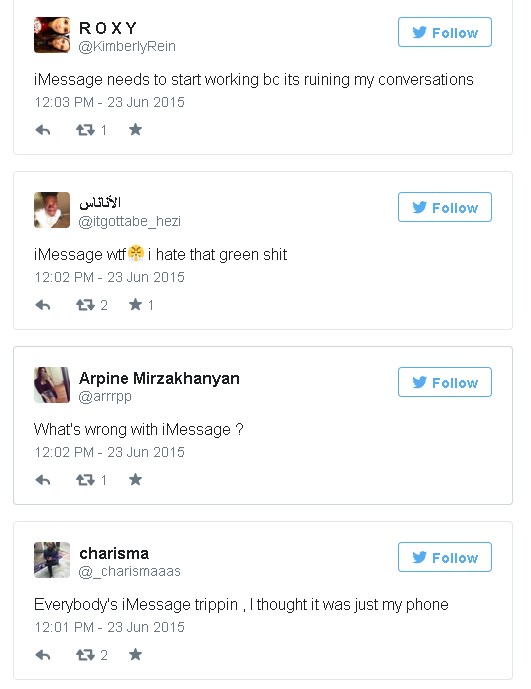 R O X Y
@KimberlyRein
Follow
iMessage needs to start working bc its ruining my conversations
12:03 PM - 23 Jun 2015
1
الأناناس
@itgottabe_hezi
Follow
iMessage wtf😤 i hate that green shit
12:02 PM - 23 Jun 2015
2 1
Arpine Mirzakhanyan
@arrrpp
Follow
What's wrong with iMessage ?
12:02 PM - 23 Jun 2015
1
charisma
@_charismaaas
Follow
Everybody's iMessage trippin , I thought it was just my phone
12:01 PM - 23 Jun 2015
2